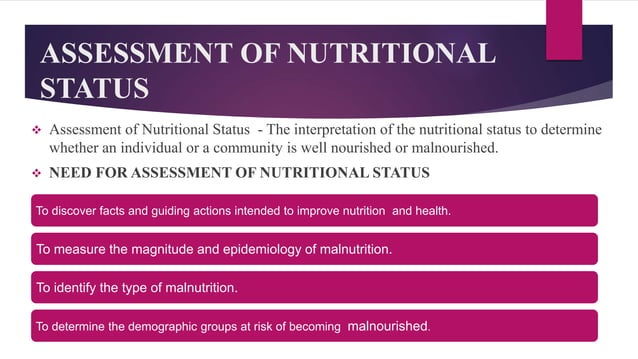 ASSESSMENT OF NUTRITIONAL
STATUS
❖ Assessment of Nutritional Status - The interpretation of the nutritional status to determine
whether an individual or a community is well nourished or malnourished.
❖ NEED FOR ASSESSMENT OF NUTRITIONAL STATUS
To discover facts and guiding actions intended to improve nutrition and health.
To measure the magnitude and epidemiology of malnutrition.
To identify the type of malnutrition.
To determine the demographic groups at risk of becoming malnourished.